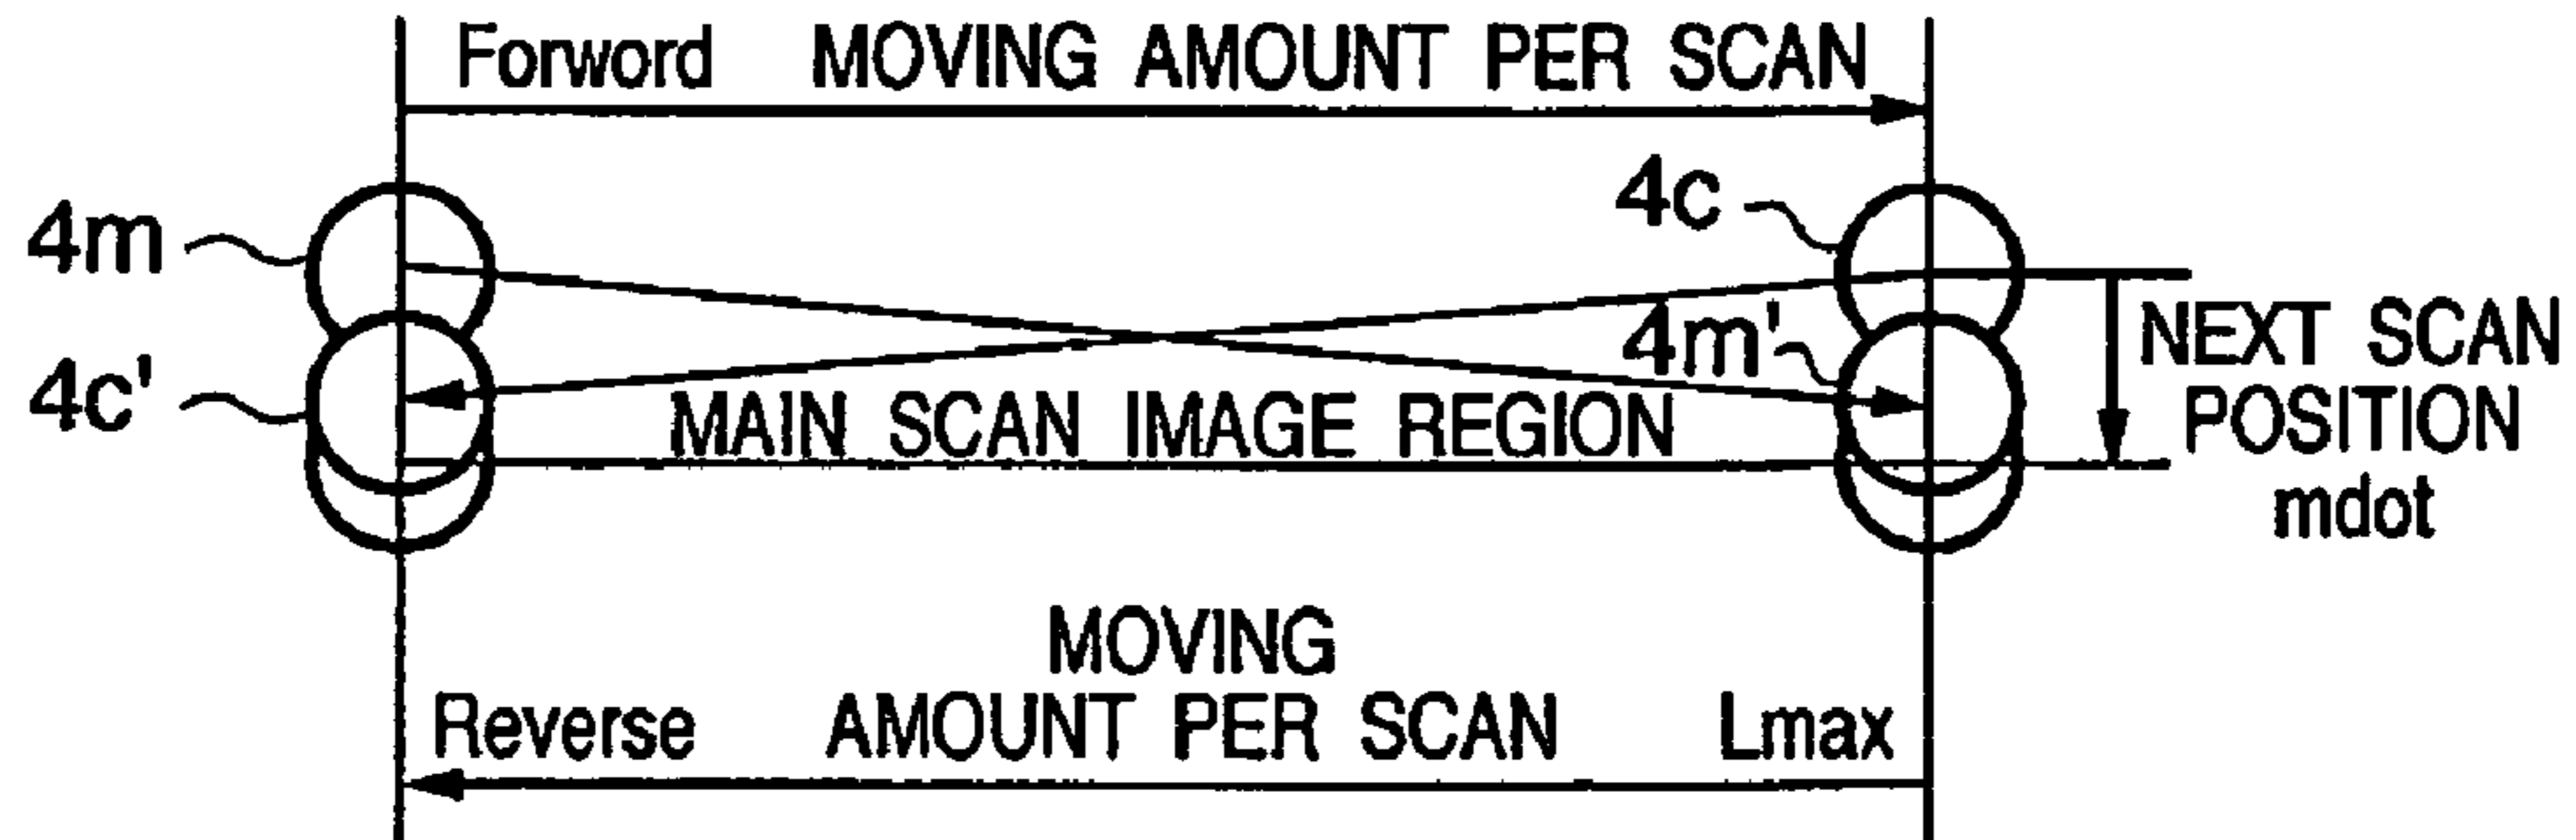 Forword MOVING AMOUNT PER SCAN
4m
4c
4c'
4m'
NEXT SCAN
POSITION
mdot
MAIN SCAN IMAGE REGION
MOVING
Reverse AMOUNT PER SCAN Lmax